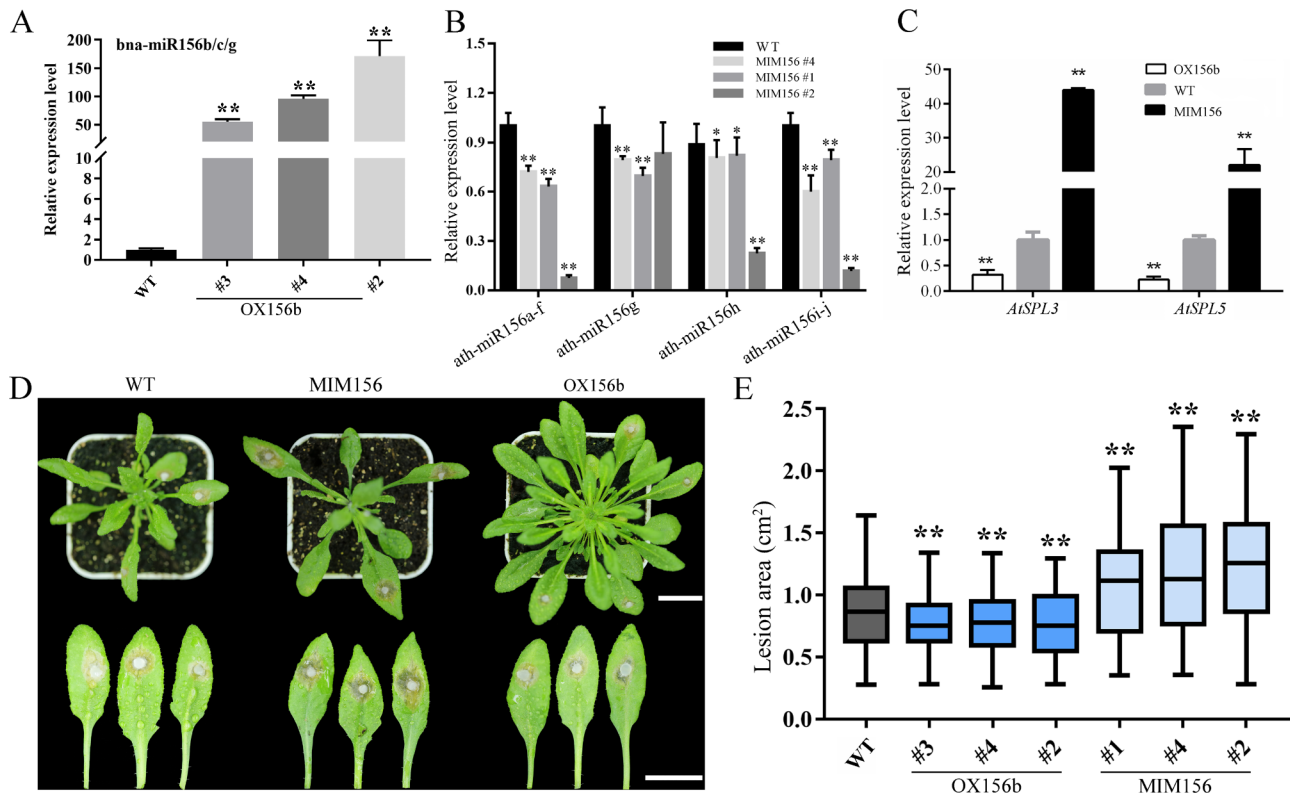 A
bna-miR156b/c/g
Relative expression level
200
150
100
50
10
8
6
4
2
0
**
**
**
WT
#3
#4
#2
OX156b
B
Relative expression level
1.5
1.2
0.9
0.6
0.3
0.0
WT
MIM156 #4
MIM156 #1
MIM156 #2
** ** **
** **
* * **
** ** **
ath-miR156a-f
ath-miR156g
ath-miR156h
ath-miR156i-j
C
Relative expression level
50
40
30
20
2.0
1.5
1.0
0.5
0.0
OX156b
WT
MIM156
**
**
**
**
AtSPL3
AtSPL5
D
WT
MIM156
OX156b
E
Lesion area (cm²)
2.5
2.0
1.5
1.0
0.5
0.0
** ** ** ** ** **
WT
#3
#4
#2
#1
#4
#2
OX156b
MIM156